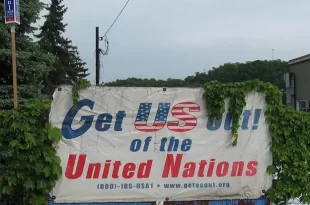 Get US out!
of the
United Nations
(800)-JBS-USA1 • www.getusout.org